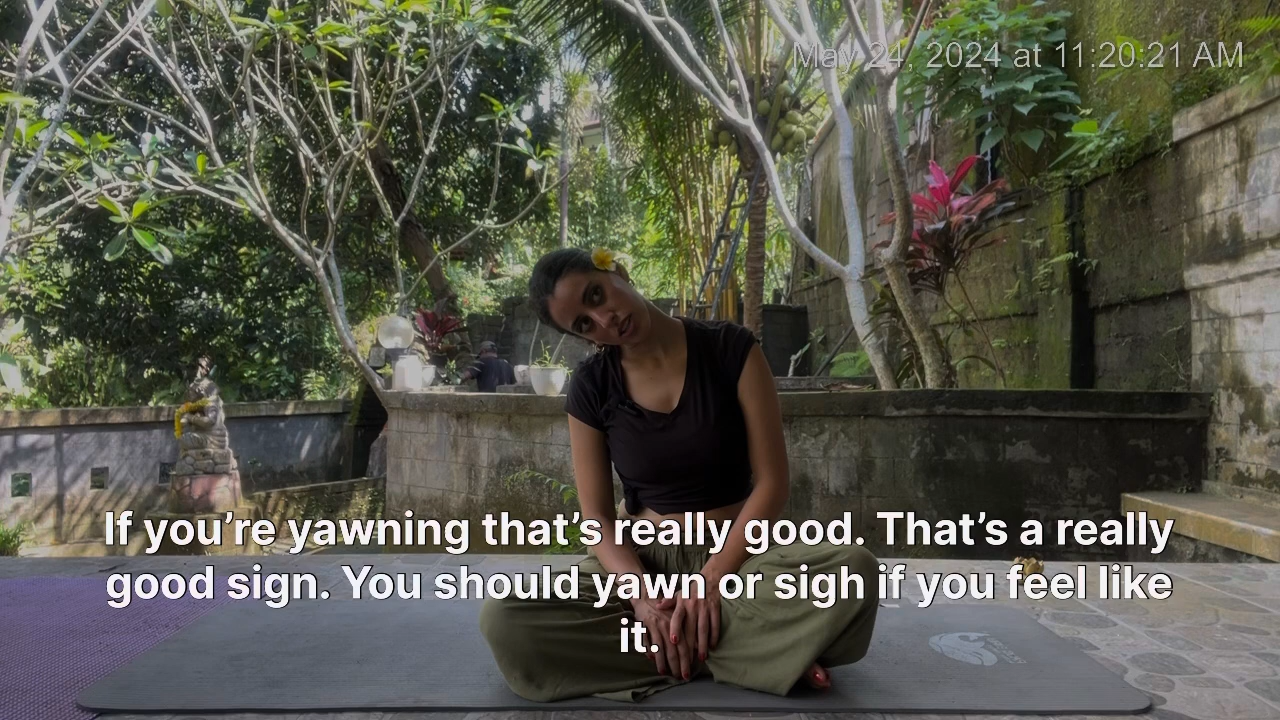 May 24, 2024 at 11:20:21 AM
If you’re yawning that’s really good. That’s a really
good sign. You should yawn or sigh if you feel like
it.